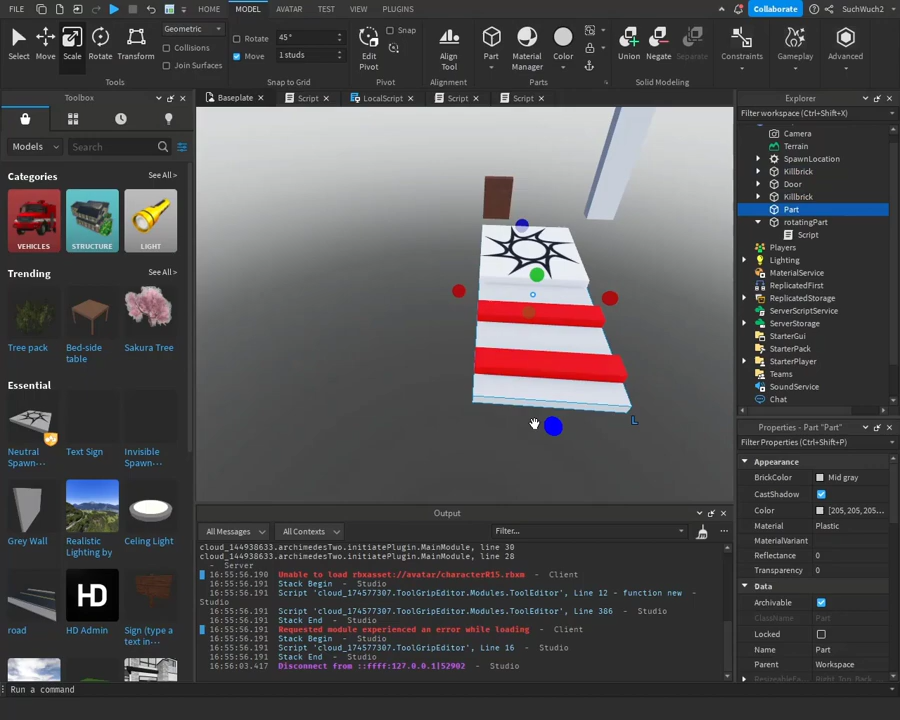 FILE HOME MODEL AVATAR TEST VIEW PLUGINS Collaborate SuchWuch2
Select Move Scale Rotate Transform
Geometric
Collisions
Join Surfaces
Tools
Rotate 45°
Move 1 studs
Snap to Grid
Edit Pivot
Snap
Pivot
Align Tool
Alignment
Part Material Manager Color
Parts
Union Negate Separate
Solid Modeling
Constraints Gameplay Advanced
Toolbox
Baseplate Script LocalScript Script Script
Explorer
Filter workspace (Ctrl+Shift+X)
Models Search
Categories See All>
VEHICLES STRUCTURE LIGHT
Trending See All>
Tree pack Bed-side table Sakura Tree
Essential See All>
Neutral Spawn… Text Sign Invisible Spawn…
Grey Wall Realistic Lighting by Celing Light
HD
road HD Admin Sign (type a text in…
L
Camera
Terrain
SpawnLocation
Killbrick
Door
Killbrick
Part
rotatingPart
Script
Players
Lighting
MaterialService
ReplicatedFirst
ReplicatedStorage
ServerScriptService
ServerStorage
StarterGui
StarterPack
StarterPlayer
Teams
SoundService
Chat
Properties - Part "Part"
Filter Properties (Ctrl+Shift+P)
Appearance
BrickColor Mid gray
CastShadow
Color [205, 205, 205…
Material Plastic
MaterialVariant
Reflectance 0
Transparency 0
Data
Archivable
ClassName Part
Locked
Name Part
Parent Workspace
Output
All Messages All Contexts Filter...
cloud_144938633.archimedesTwo.initiatePlugin.MainModule, line 30
cloud_144938633.archimedesTwo.initiatePlugin.MainModule, line 28
- Server
16:55:56.190 Unable to load rbxasset://avatar/characterR15.rbxm - Client
16:55:56.191 Stack Begin - Studio
16:55:56.191 Script 'cloud_174577307.ToolGripEditor.Modules.ToolEditor', Line 12 - function new -
Studio
16:55:56.191 Script 'cloud_174577307.ToolGripEditor.Modules.ToolEditor', Line 386 - Studio
16:55:56.191 Stack End - Studio
16:55:56.191 Requested module experienced an error while loading - Client
16:55:56.191 Stack Begin - Studio
16:55:56.191 Script 'cloud_174577307.ToolGripEditor', Line 16 - Studio
16:55:56.191 Stack End - Studio
16:56:03.417 Disconnect from ::ffff:127.0.0.1|52902 - Studio
Run a command